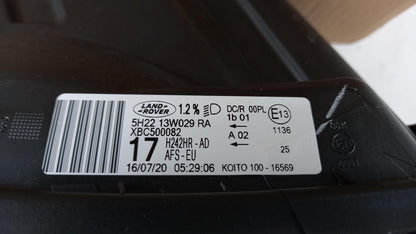 LAND-
ROVER
1.2%
5H22 13W029 RA
XBC500082
17 H242HR-AD
AFS-EU
16/07/20 05:29:06
DC/R 00PL
1b 01
A 02
E13
1136
25
KOITO 100-16569